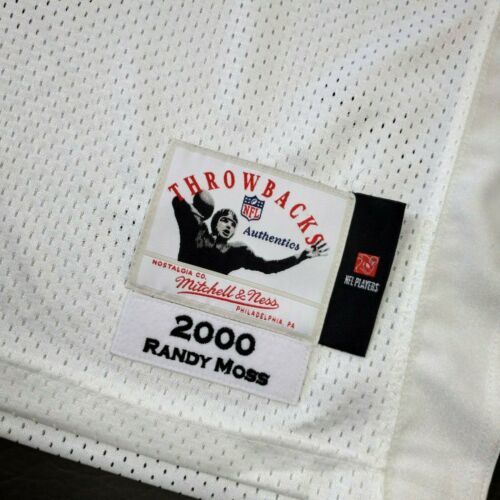 THROWBACKS
NFL
Authentics
NOSTALGIA CO.
Mitchell & Ness
PHILADELPHIA, PA
2000
RANDY MOSS
NFL PLAYERS